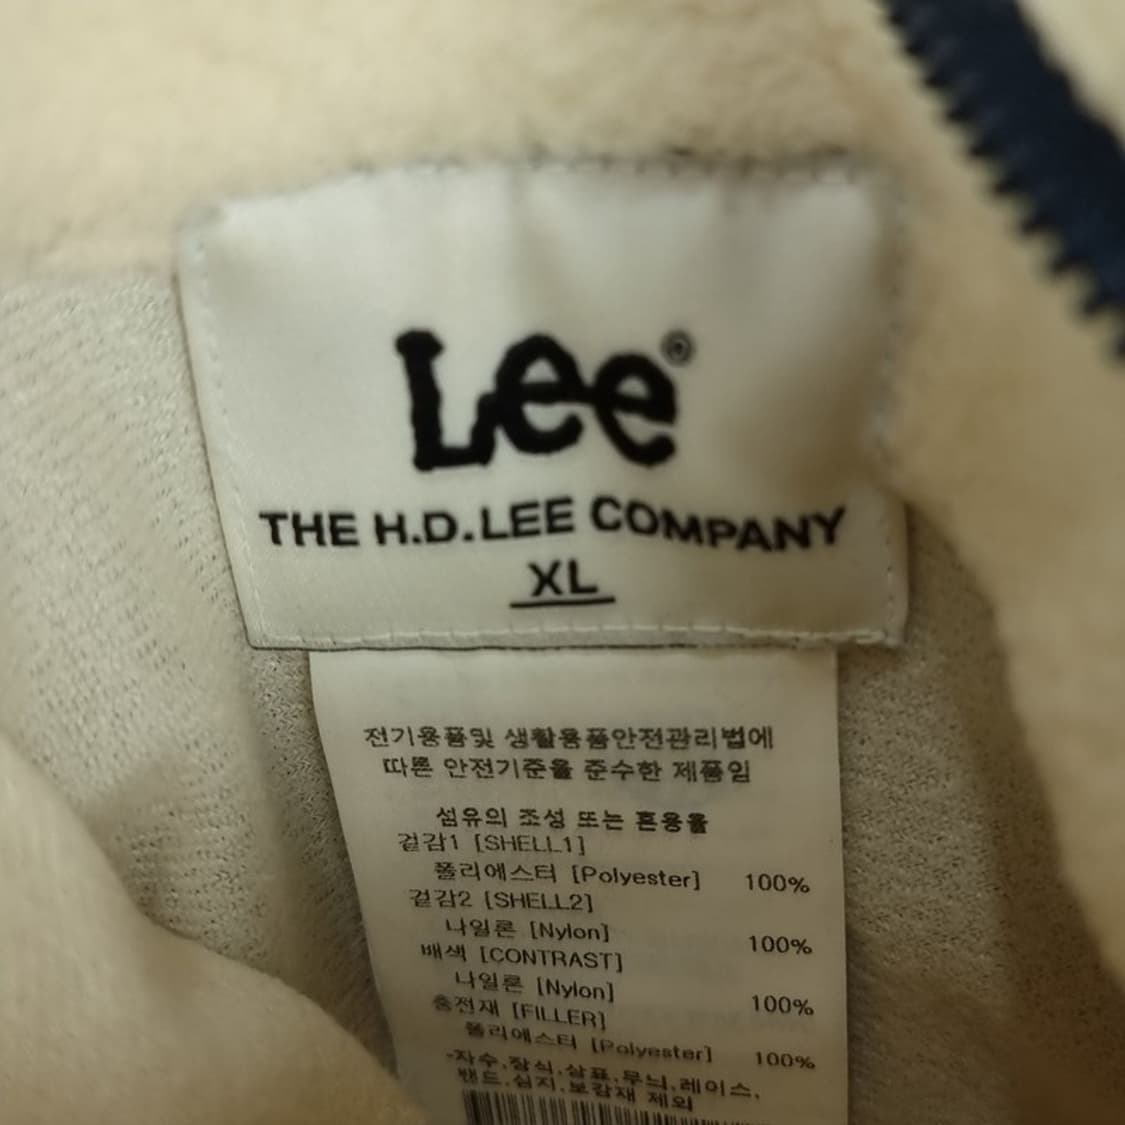 Lee®
THE H.D. LEE COMPANY
XL
전기용품및 생활용품안전관리법에
따른 안전기준을 준수한 제품임
섬유의 조성 또는 혼용율
겉감1 [SHELL1]
폴리에스터 [Polyester] 100%
겉감2 [SHELL2]
나일론 [Nylon] 100%
배색 [CONTRAST]
나일론 [Nylon] 100%
충전재 [FILLER]
폴리에스터 [Polyester] 100%
-자수.장식.상표.무늬.레이스.
밴드.심지.보강재 제외